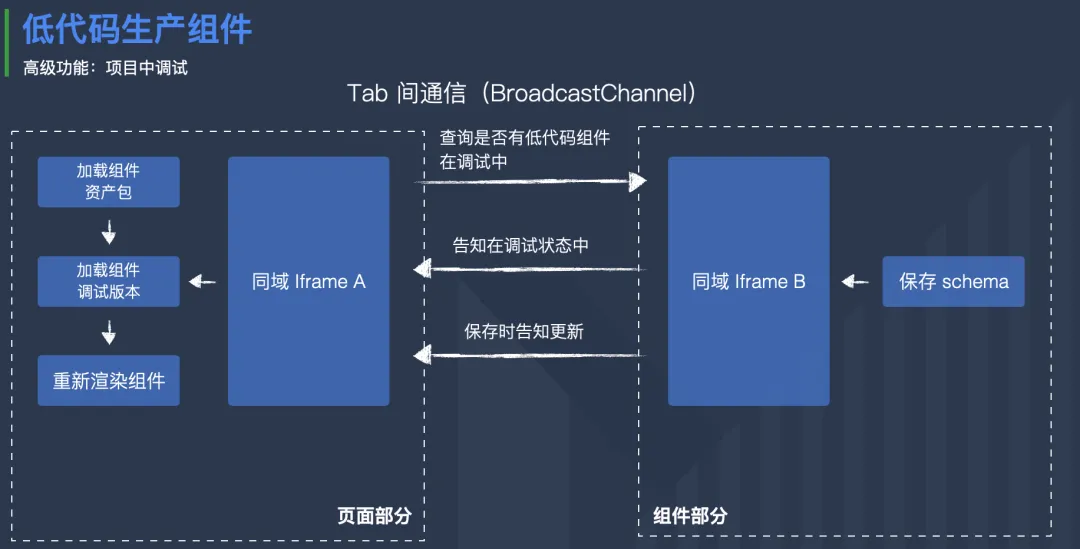 低代码生产组件
高级功能：项目中调试
Tab 间通信（BroadcastChannel）
加载组件
资产包
加载组件
调试版本
重新渲染组件
同域 Iframe A
页面部分
查询是否有低代码组件
在调试中
告知在调试状态中
保存时告知更新
同域 Iframe B
保存 schema
组件部分